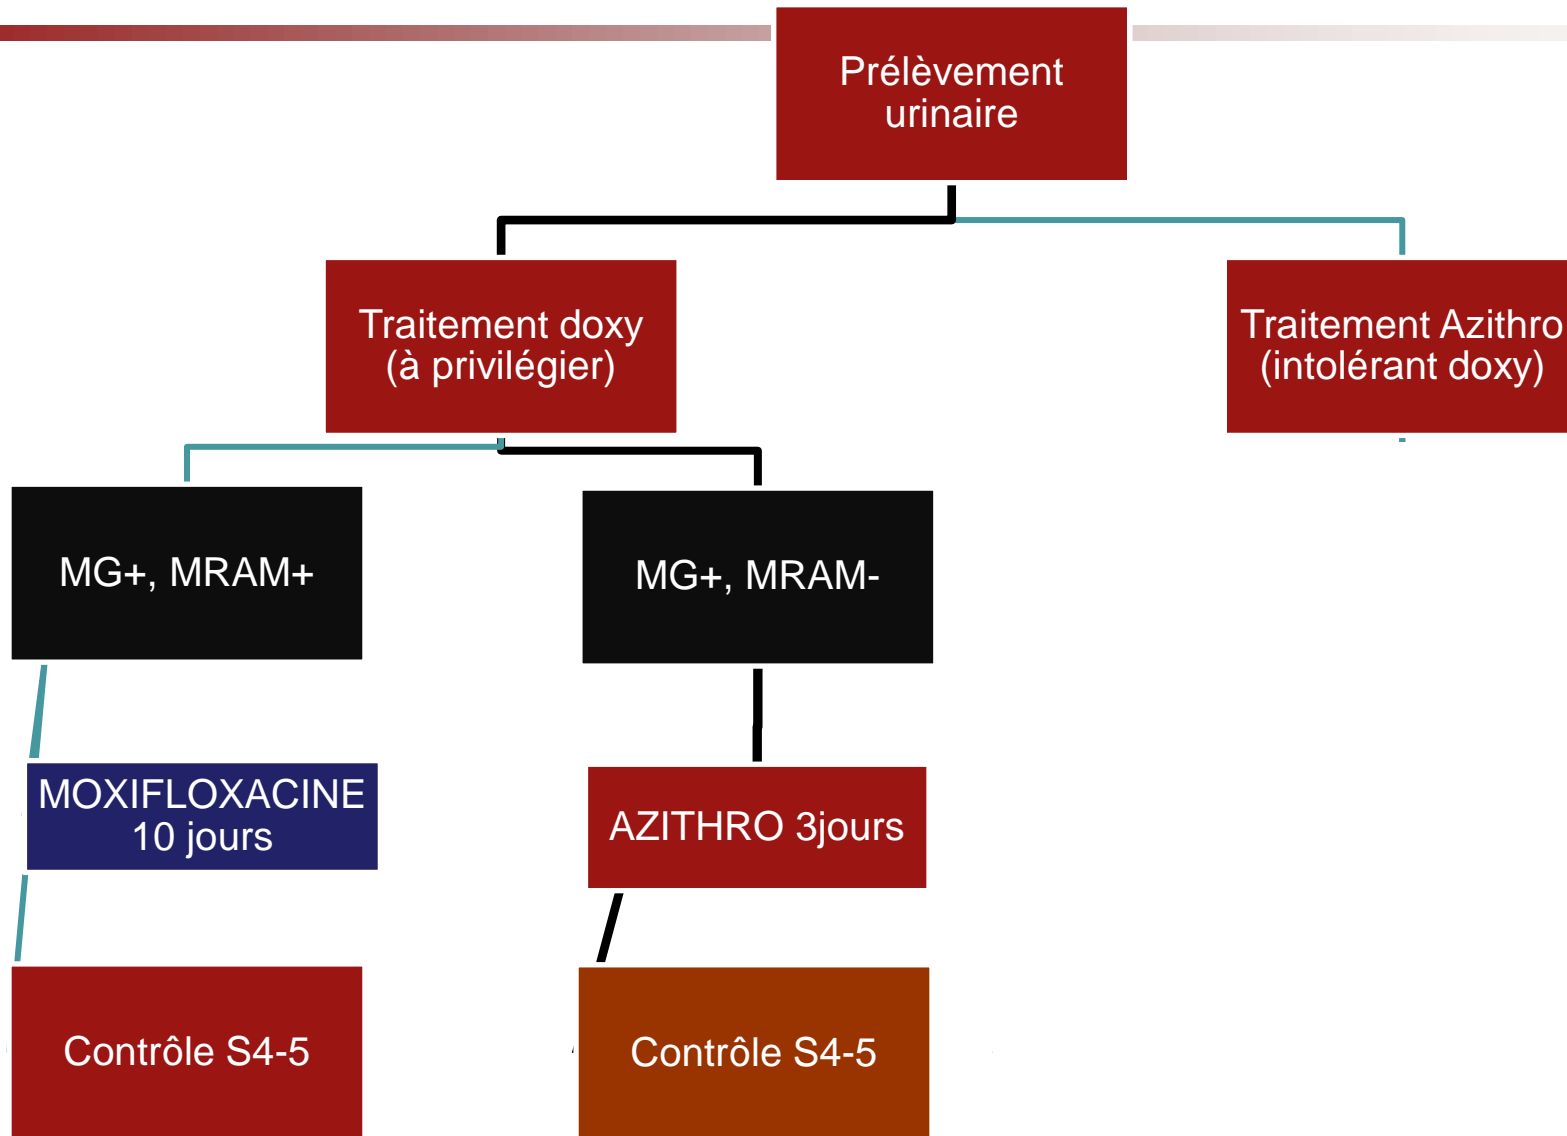 Prélèvement
urinaire
Traitement doxy
(à privilégier)
Traitement Azithro
(intolérant doxy)
MG+, MRAM+
MG+, MRAM-
MOXIFLOXACINE
10 jours
AZITHRO 3jours
Contrôle S4-5
Contrôle S4-5